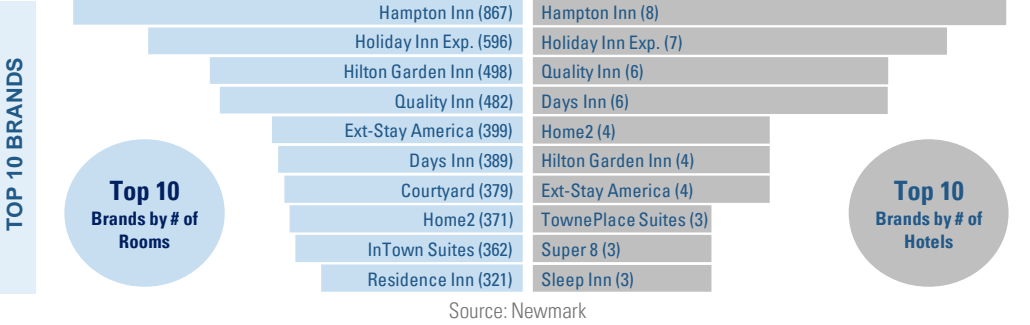 TOP 10 BRANDS
Hampton Inn (867)
Holiday Inn Exp. (596)
Hilton Garden Inn (498)
Quality Inn (482)
Ext-Stay America (399)
Days Inn (389)
Courtyard (379)
Home2 (371)
InTown Suites (362)
Residence Inn (321)
Top 10
Brands by # of
Rooms
Hampton Inn (8)
Holiday Inn Exp. (7)
Quality Inn (6)
Days Inn (6)
Home2 (4)
Hilton Garden Inn (4)
Ext-Stay America (4)
TownePlace Suites (3)
Super 8 (3)
Sleep Inn (3)
Top 10
Brands by # of
Hotels
Source: Newmark